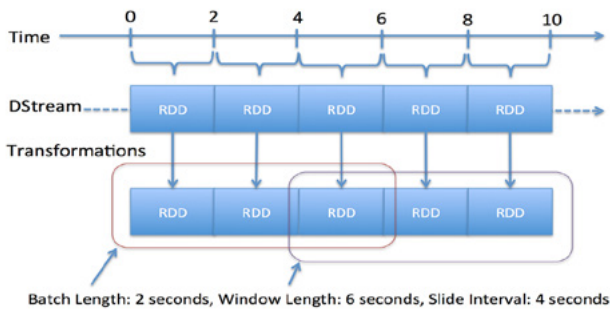 0 2 4 6 8 10
Time
DStream RDD RDD RDD RDD RDD
Transformations
RDD RDD RDD RDD RDD
Batch Length: 2 seconds, Window Length: 6 seconds, Slide Interval: 4 seconds